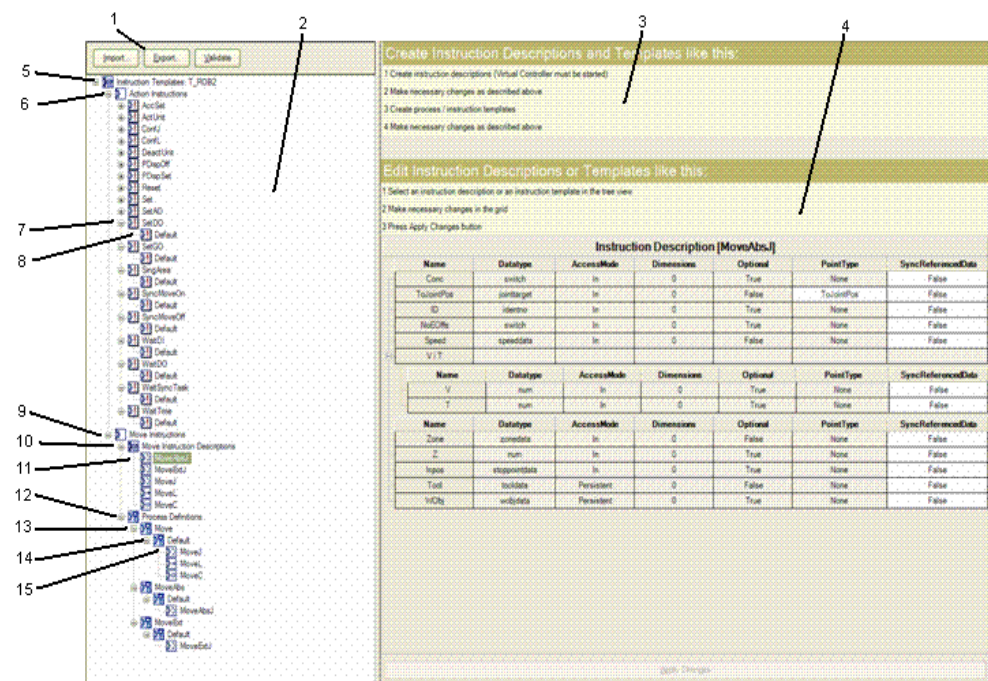 1
2
3
4
5
6
7
8
9
10
11
12
13
14
15
Import... Export... Validate
Instruction Templates: T_ROB2
Action Instructions
AccSet
ActUnit
ConfJ
ConfL
DeactUnit
PDispOff
PDispSet
Reset
Set
SetAO
SetDO
Default
SetGO
Default
SingArea
Default
SyncMoveOn
Default
SyncMoveOff
Default
WaitDI
Default
WaitDO
Default
WaitSyncTask
Default
WaitTime
Default
Move Instructions
Move Instruction Descriptions
MoveAbsJ
MoveExtJ
MoveJ
MoveL
MoveC
Process Definitions
Move
Default
MoveJ
MoveL
MoveC
MoveAbs
Default
MoveAbsJ
MoveExt
Default
MoveExtJ
Create Instruction Descriptions and Templates like this:
1 Create instruction descriptions (Virtual Controller must be started)
2 Make necessary changes as described above
3 Create process / instruction templates
4 Make necessary changes as described above
Edit Instruction Descriptions or Templates like this:
1 Select an instruction description or an instruction template in the tree view
2 Make necessary changes in the grid
3 Press Apply Changes button
Instruction Description [MoveAbsJ]
Name Datatype AccessMode Dimensions Optional PointType SyncReferencedData
Conc switch In 0 True None False
ToJointPos jointtarget In 0 False ToJointPos False
ID identno In 0 True None False
NoEOffs switch In 0 True None False
Speed speeddata In 0 False None False
V / T
Name Datatype AccessMode Dimensions Optional PointType SyncReferencedData
V num In 0 True None False
T num In 0 True None False
Name Datatype AccessMode Dimensions Optional PointType SyncReferencedData
Zone zonedata In 0 False None False
Z num In 0 True None False
Inpos stoppointdata In 0 True None False
Tool tooldata Persistent 0 False None False
WObj wobjdata Persistent 0 True None False
Apply Changes